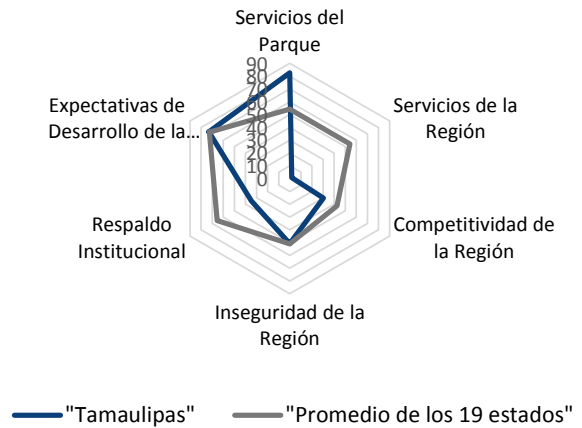 Servicios del
Parque
90
80
70
60
50
40
30
20
10
0
Expectativas de
Desarrollo de la...
Servicios de la
Región
Respaldo
Institucional
Competitividad de
la Región
Inseguridad de la
Región
"Tamaulipas"
"Promedio de los 19 estados"